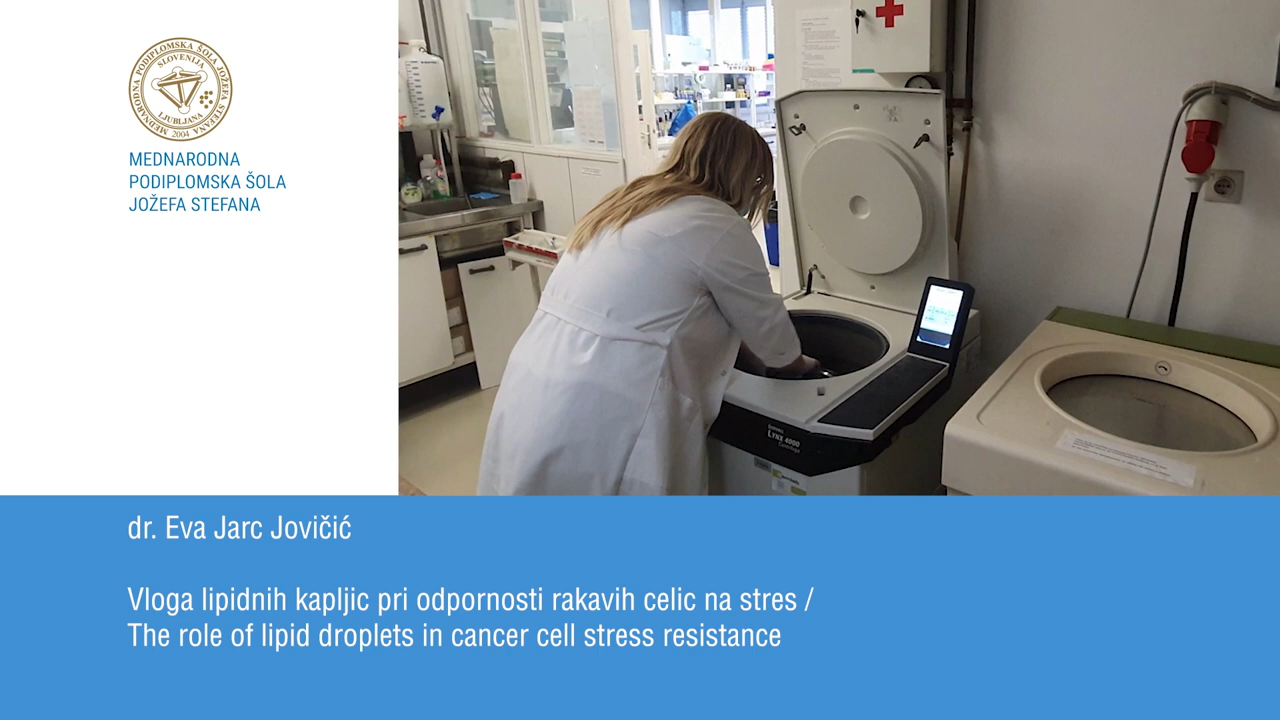 MEDNARODNA PODIPLOMSKA ŠOLA JOŽEFA STEFANA
SLOVENIJA
LJUBLJANA
2004
MEDNARODNA
PODIPLOMSKA ŠOLA
JOŽEFA STEFANA
LYNX 4000
dr. Eva Jarc Jovičić
Vloga lipidnih kapljic pri odpornosti rakavih celic na stres /
The role of lipid droplets in cancer cell stress resistance